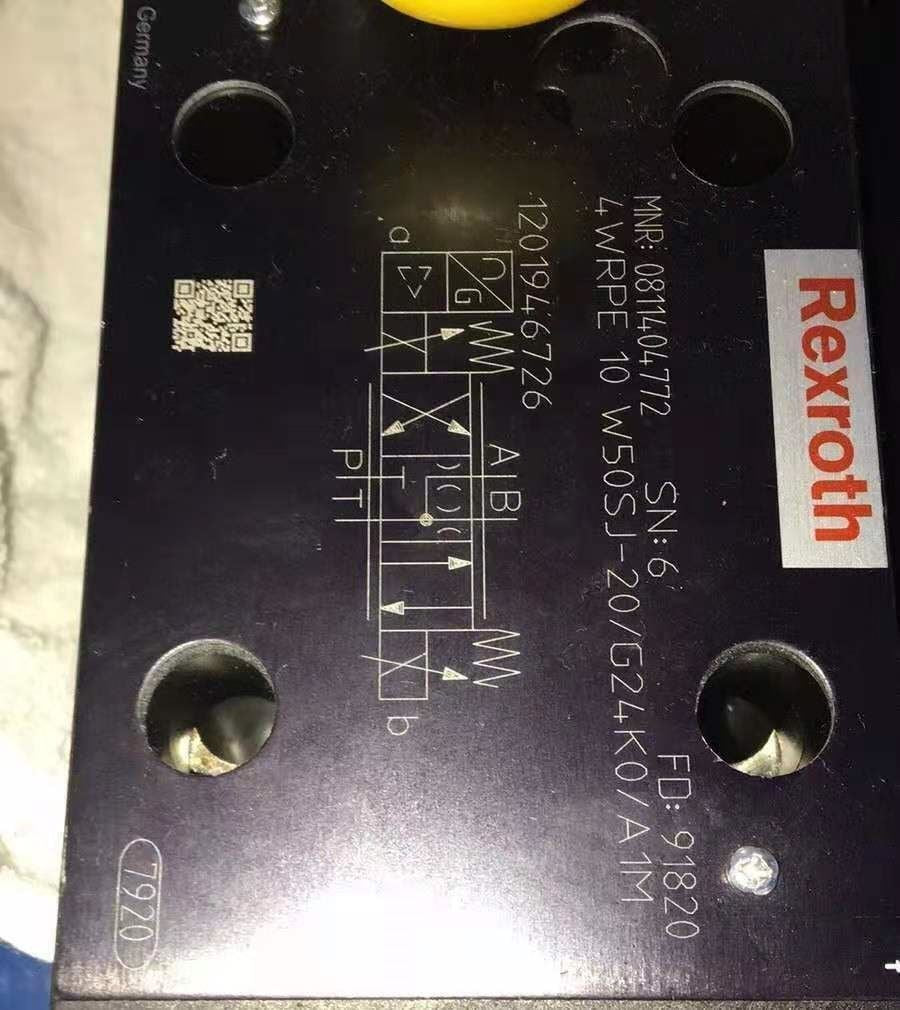 Rexroth
MNR: 0811404772 SN: 6 FD: 91820
4WRPE 10 W50SJ-20/G24K0/A1M
1201946726
a
G
A B
P T
b
Germany
7920